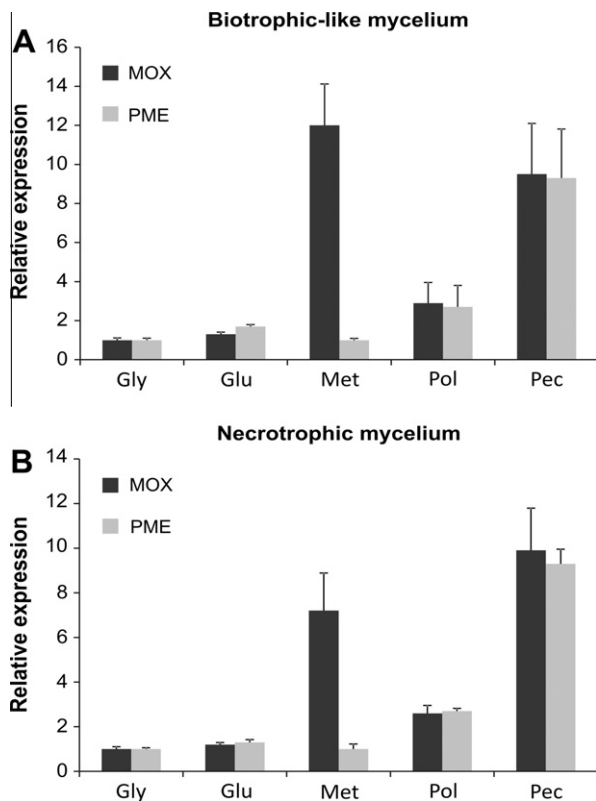 Biotrophic-like mycelium
A
Relative expression
16
14
12
10
8
6
4
2
0
MOX
PME
Gly Glu Met Pol Pec
Necrotrophic mycelium
B
Relative expression
14
12
10
8
6
4
2
0
MOX
PME
Gly Glu Met Pol Pec